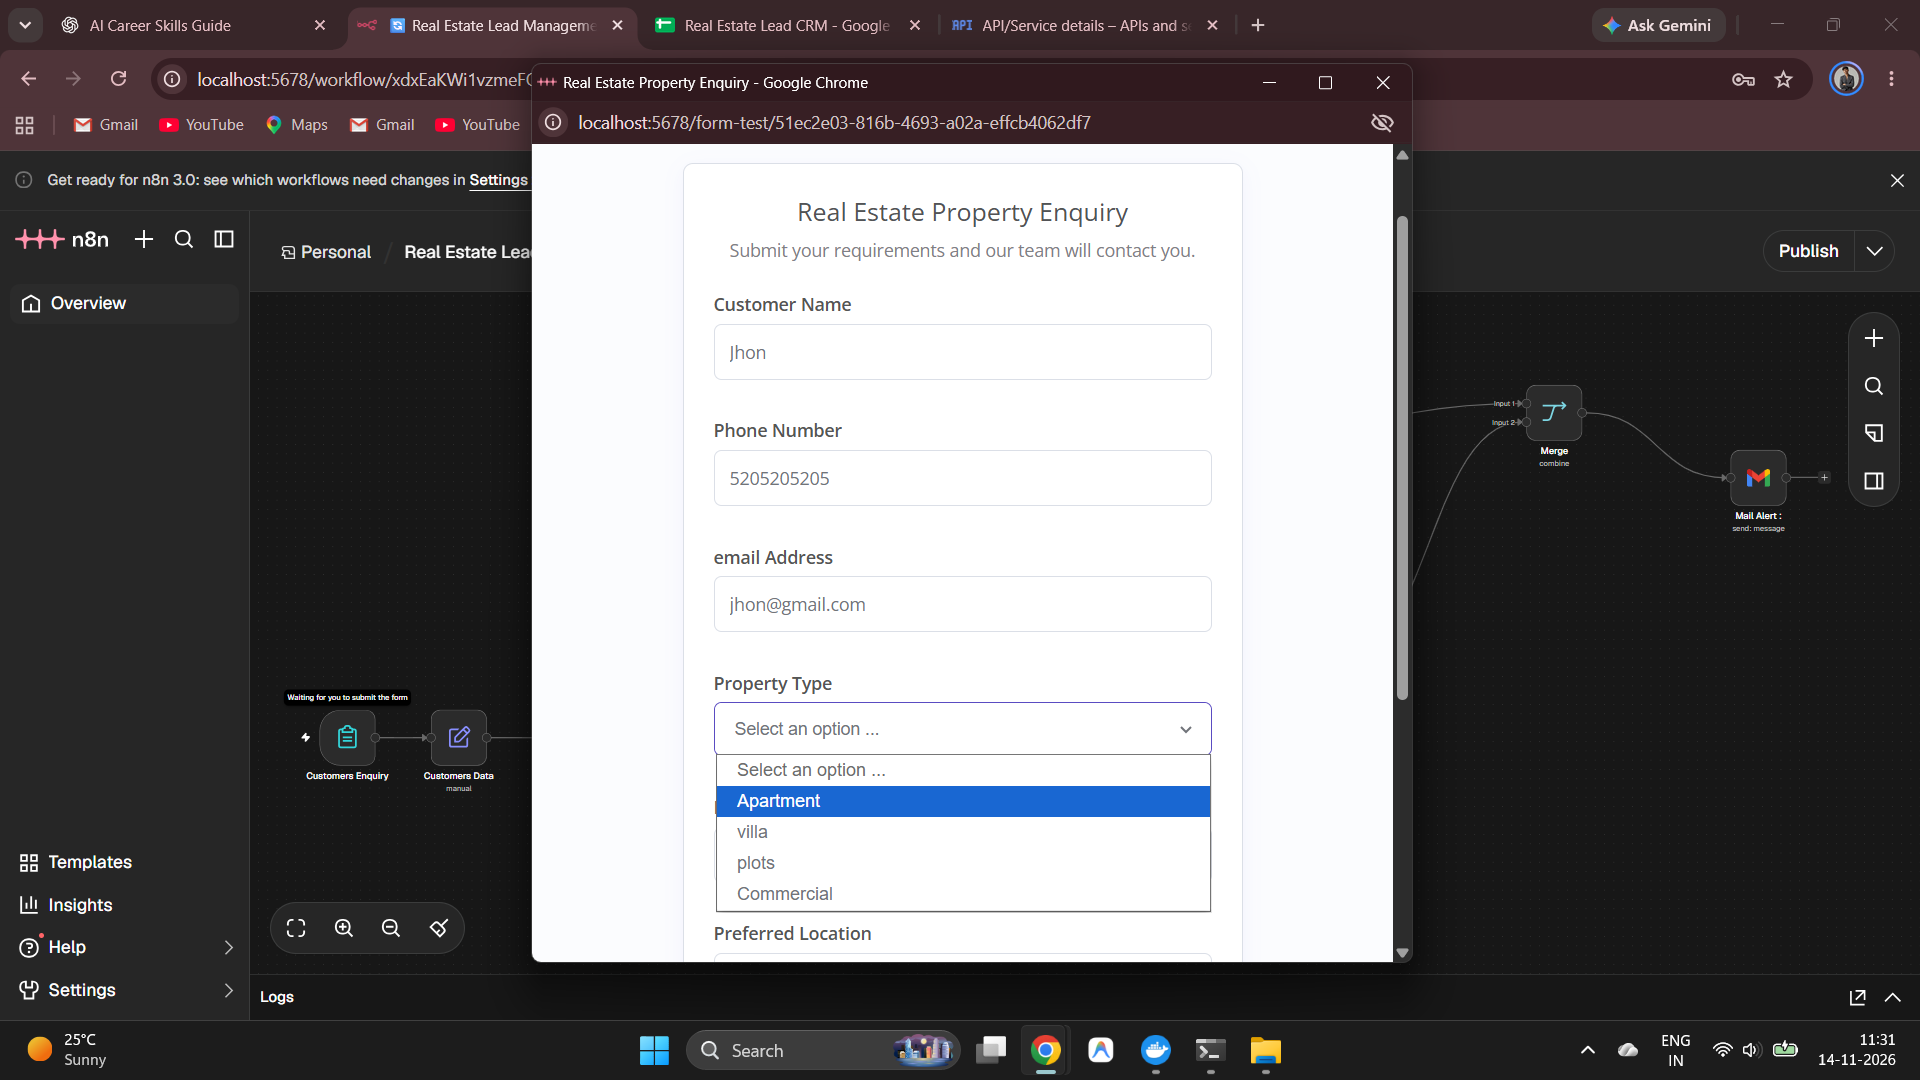 AI Career Skills Guide
Real Estate Lead Manageme
Real Estate Lead CRM - Google
API API/Service details – APIs and s
Ask Gemini
localhost:5678/workflow/xdxEaKWi1vzmeF
Gmail
YouTube
Maps
Gmail
YouTube
Real Estate Property Enquiry - Google Chrome
localhost:5678/form-test/51ec2e03-816b-4693-a02a-effcb4062df7
Get ready for n8n 3.0: see which workflows need changes in Settings
n8n
Personal / Real Estate Lea
Publish
Overview
Real Estate Property Enquiry
Submit your requirements and our team will contact you.
Customer Name
Jhon
Phone Number
5205205205
email Address
jhon@gmail.com
Property Type
Select an option ...
Select an option ...
Apartment
villa
plots
Commercial
Preferred Location
Input 1
Input 2
Merge
combine
Mail Alert :
send: message
Waiting for you to submit the form
Customers Enquiry
Customers Data
manual
Templates
Insights
Help
Settings
Logs
25°C
Sunny
Search
ENG
IN
11:31
14-11-2026